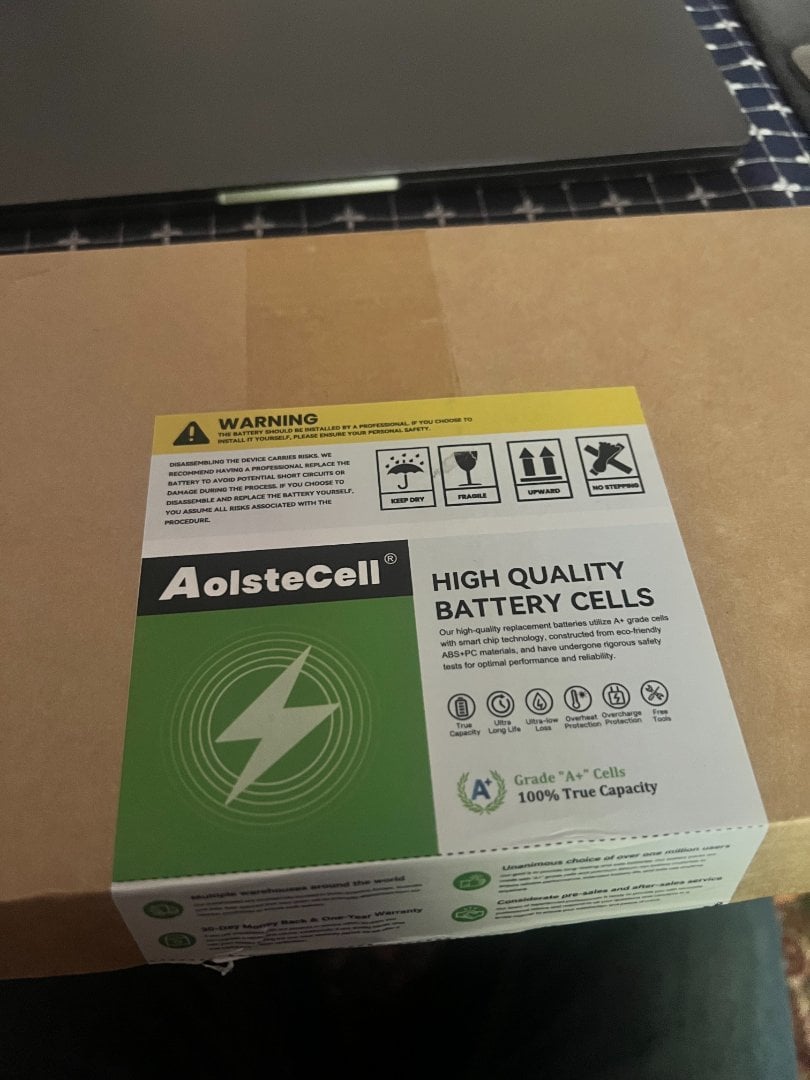 WARNING
THE BATTERY SHOULD BE INSTALLED BY A PROFESSIONAL. IF YOU CHOOSE TO
INSTALL IT YOURSELF, PLEASE ENSURE YOUR PERSONAL SAFETY.
DISASSEMBLING THE DEVICE CARRIES RISKS. WE
RECOMMEND HAVING A PROFESSIONAL REPLACE THE
BATTERY TO AVOID POTENTIAL SHORT CIRCUITS OR
DAMAGE DURING THE PROCESS. IF YOU CHOOSE TO
DISASSEMBLE AND REPLACE THE BATTERY YOURSELF,
YOU ASSUME ALL RISKS ASSOCIATED WITH THE
PROCEDURE.
KEEP DRY
FRAGILE
UPWARD
NO STEPPING
AolsteCell®
HIGH QUALITY
BATTERY CELLS
Our high-quality replacement batteries utilize A+ grade cells
with smart chip technology, constructed from eco-friendly
ABS+PC materials, and have undergone rigorous safety
tests for optimal performance and reliability.
True
Capacity
Ultra
Long Life
Ultra-low
Loss
Overheat
Protection
Overcharge
Protection
Free
Tools
A+
Grade "A+" Cells
100% True Capacity
Multiple warehouses around the world
30-Day Money Back & One-Year Warranty
Unanimous choice of over one million users
Considerate pre-sales and after-sales service